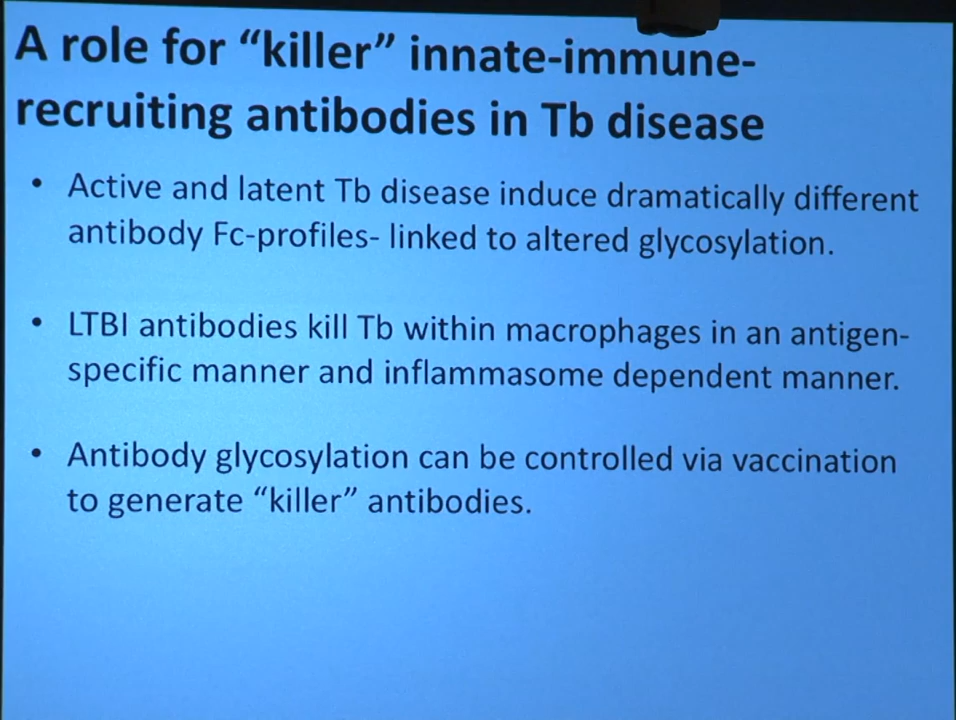 A role for “killer” innate-immune-
recruiting antibodies in Tb disease
• Active and latent Tb disease induce dramatically different
antibody Fc-profiles- linked to altered glycosylation.
• LTBI antibodies kill Tb within macrophages in an antigen-
specific manner and inflammasome dependent manner.
• Antibody glycosylation can be controlled via vaccination
to generate “killer” antibodies.